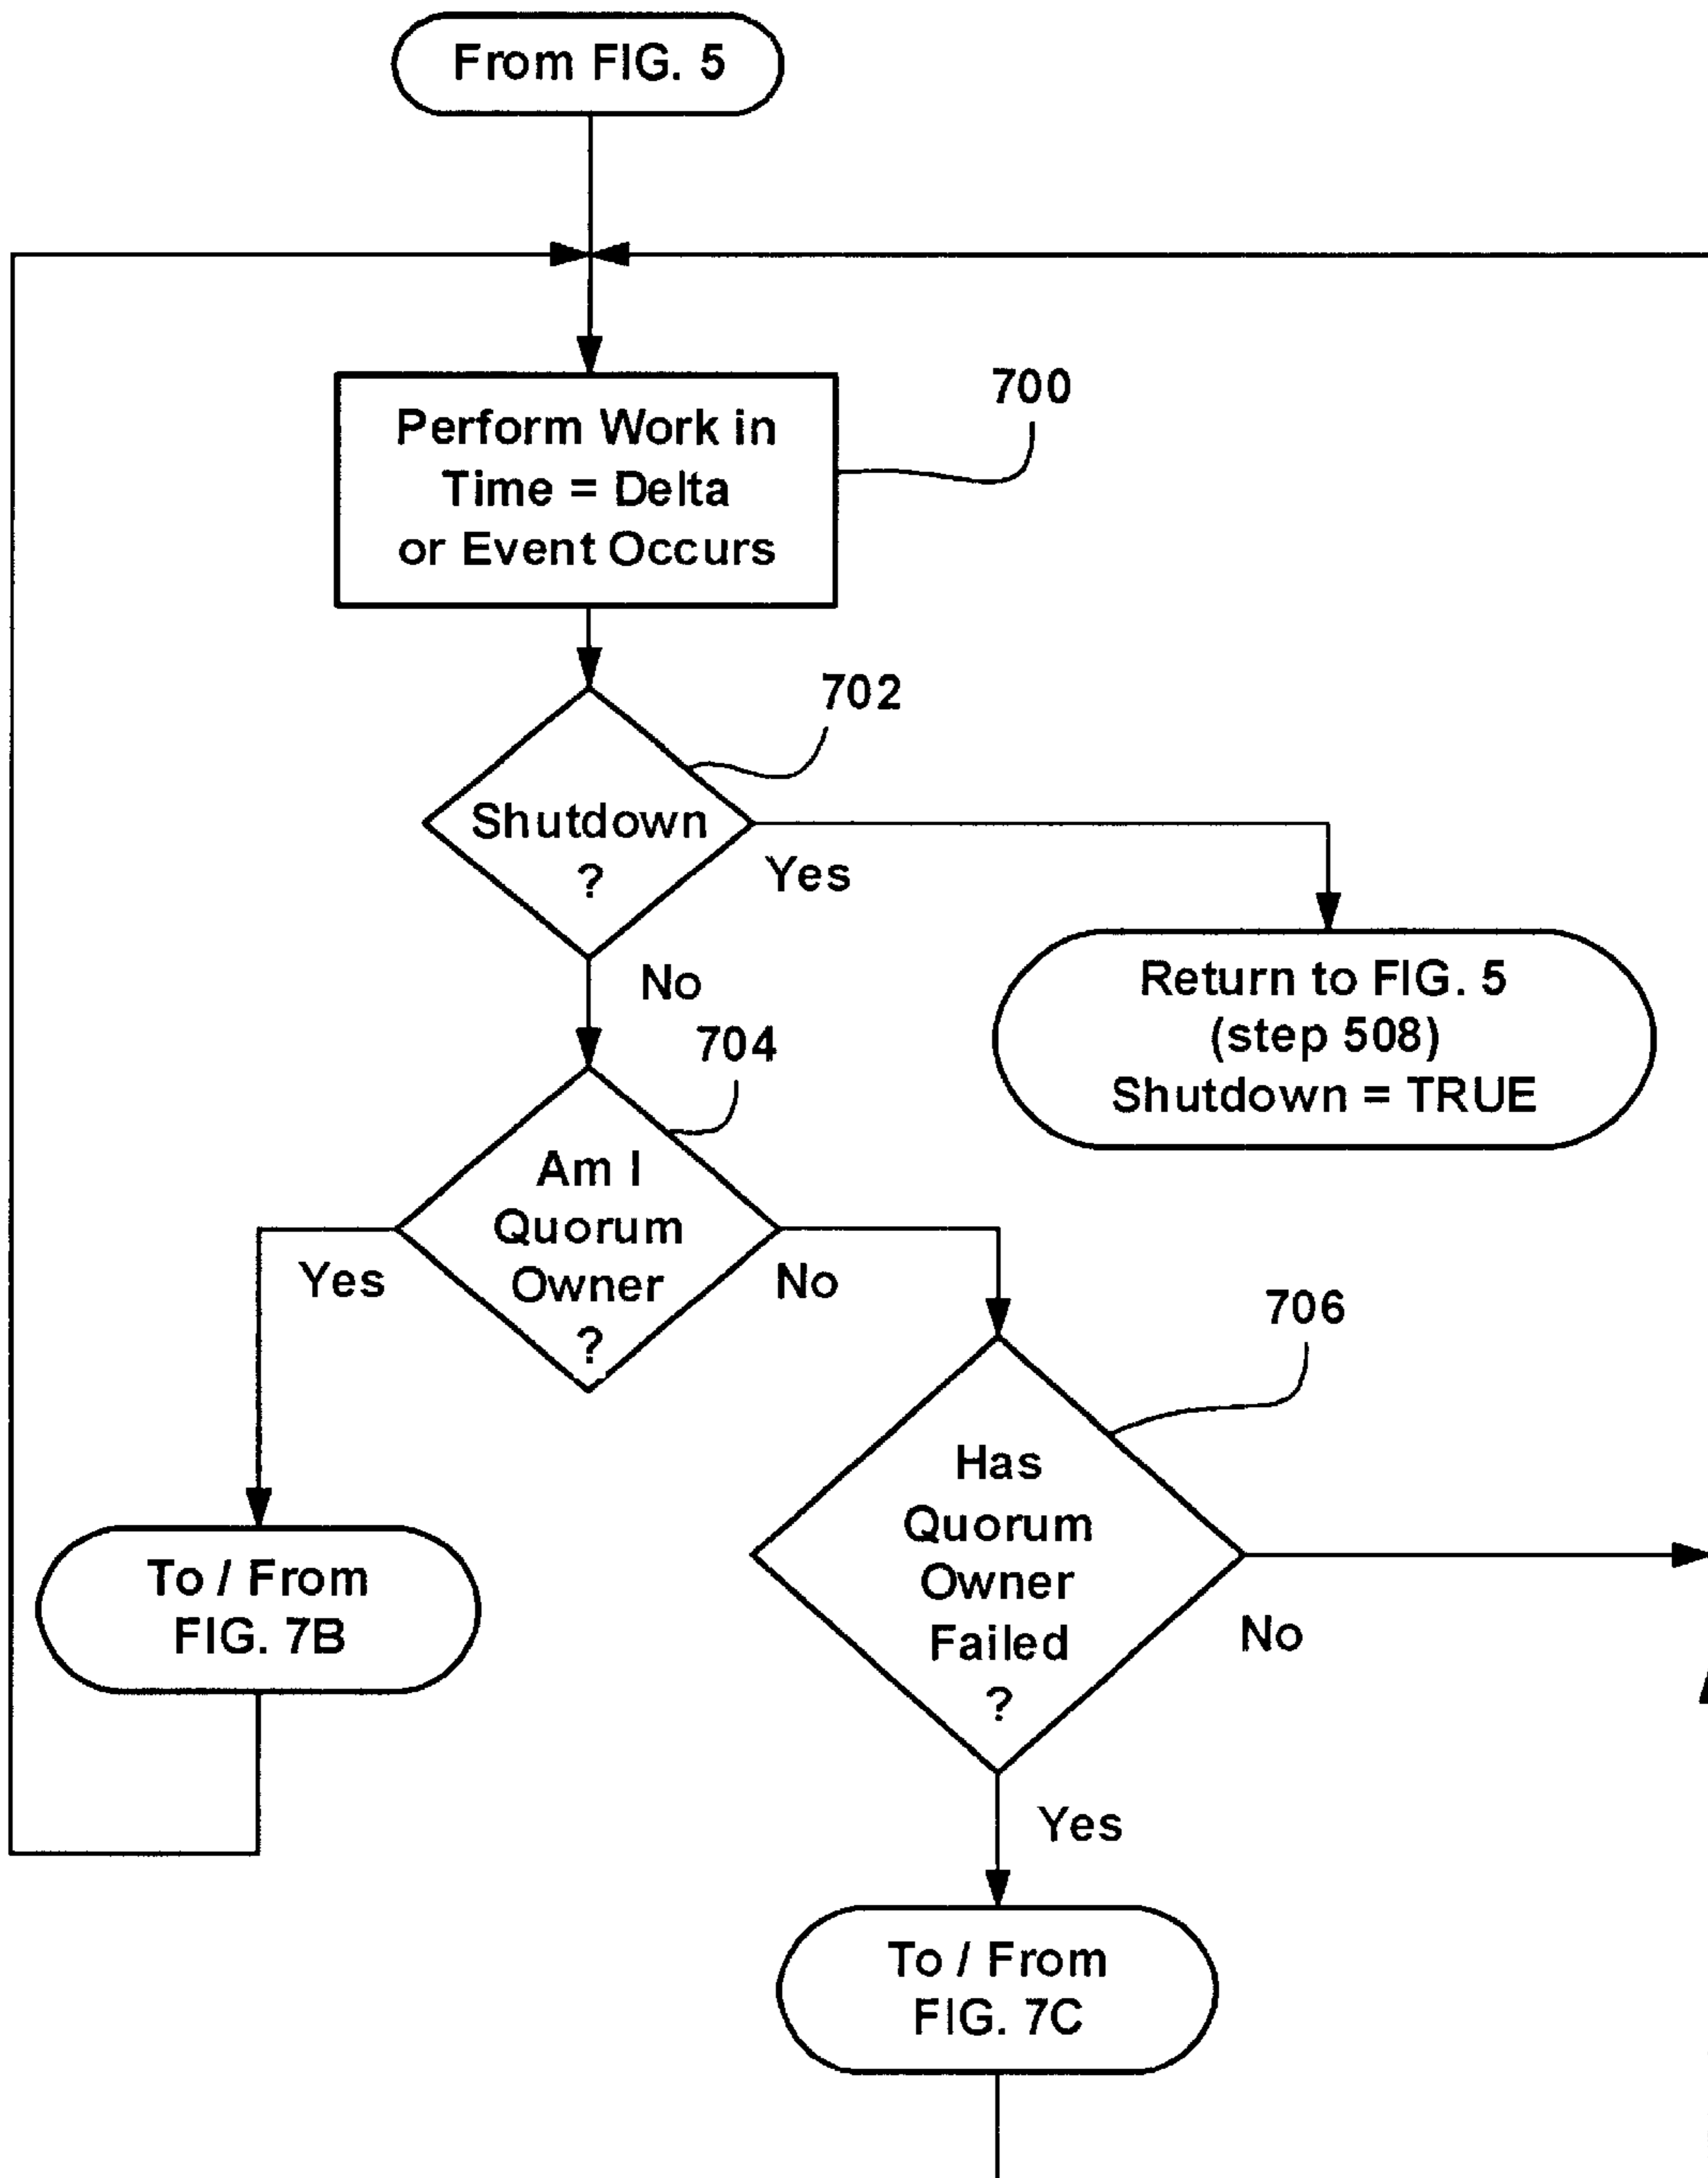 From FIG. 5
700
Perform Work in
Time = Delta
or Event Occurs
702
Shutdown
?
Yes
No
Return to FIG. 5
(step 508)
Shutdown = TRUE
704
Am I
Quorum
Owner
?
Yes
No
706
Has
Quorum
Owner
Failed
?
No
To / From
FIG. 7B
Yes
To / From
FIG. 7C